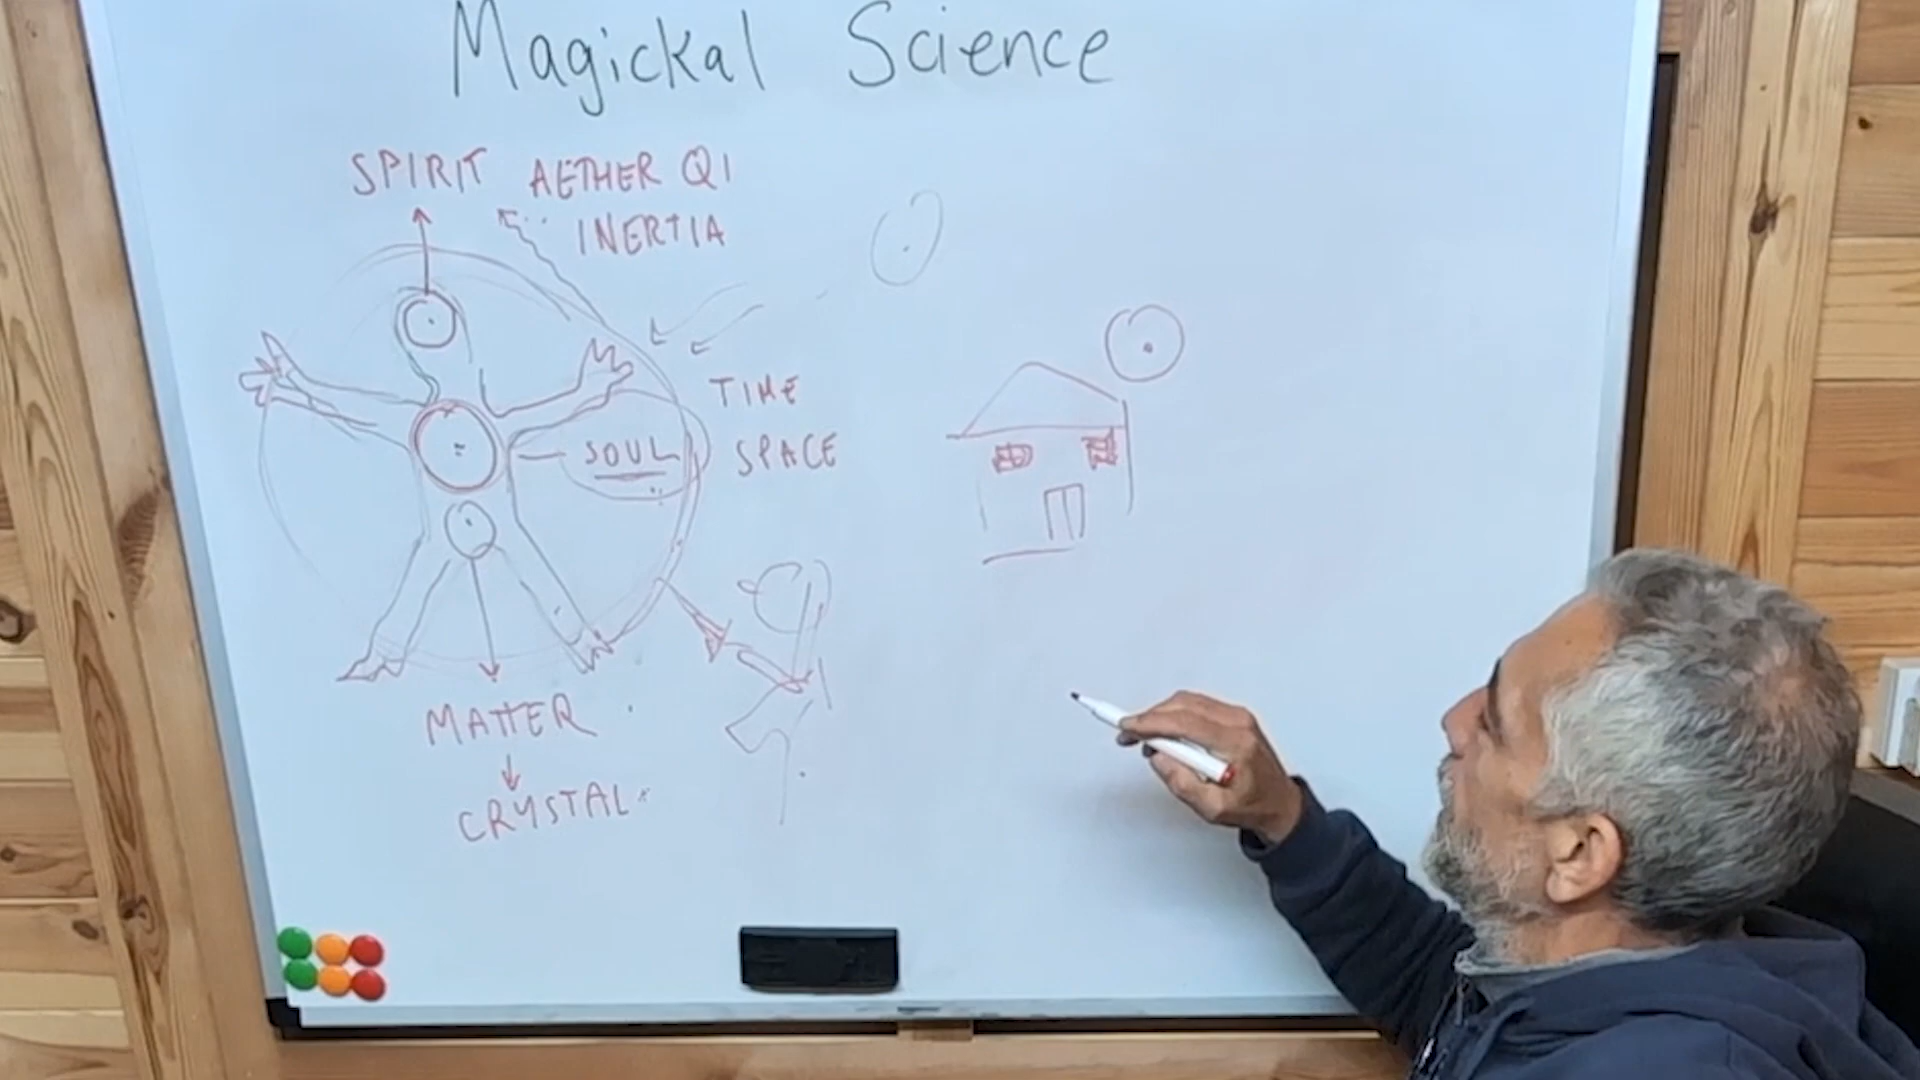 Magickal Science
SPIRIT AETHER QI
INERTIA
TIME
SOUL SPACE
MATTER
CRYSTAL